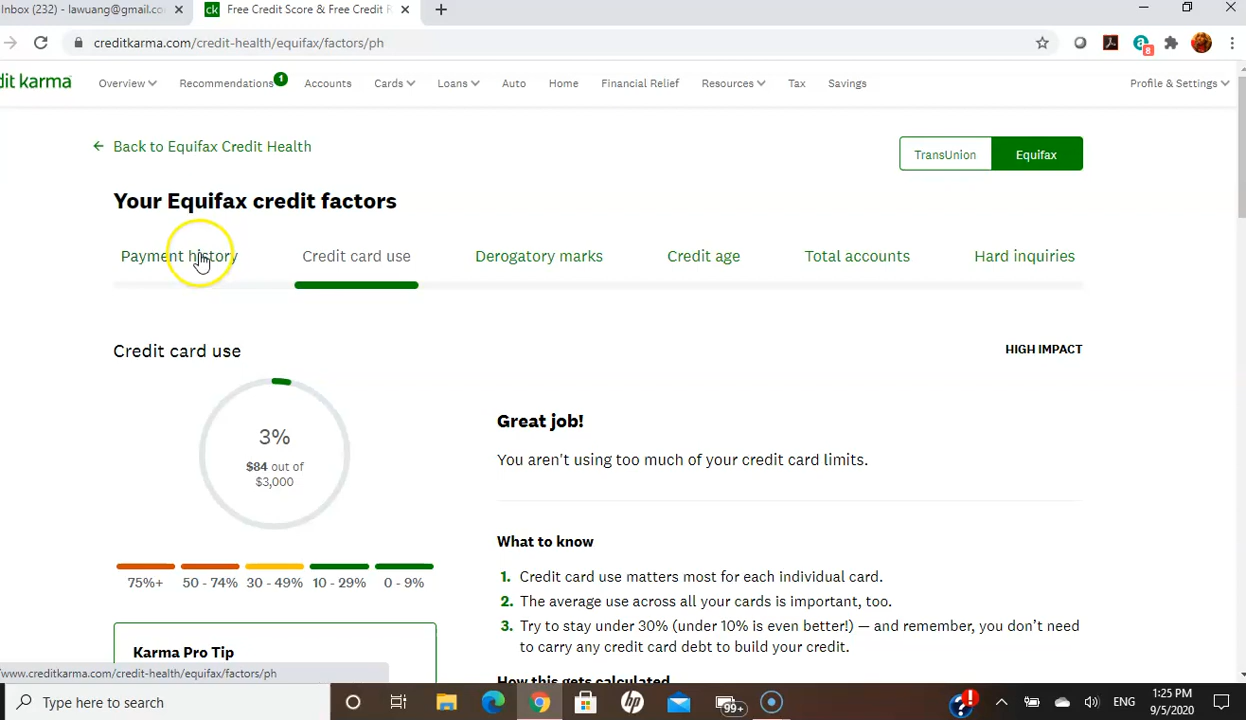 Inbox (232) - lawuang@gmail.co
ck Free Credit Score & Free Credit R
creditkarma.com/credit-health/equifax/factors/ph
a 8
dit karma Overview Recommendations 1 Accounts Cards Loans Auto Home Financial Relief Resources Tax Savings Profile & Settings
← Back to Equifax Credit Health
TransUnion Equifax
Your Equifax credit factors
Payment history Credit card use Derogatory marks Credit age Total accounts Hard inquiries
Credit card use
HIGH IMPACT
3%
$84 out of
$3,000
75%+ 50 - 74% 30 - 49% 10 - 29% 0 - 9%
Karma Pro Tip
Great job!
You aren't using too much of your credit card limits.
What to know
1. Credit card use matters most for each individual card.
2. The average use across all your cards is important, too.
3. Try to stay under 30% (under 10% is even better!) — and remember, you don't need
to carry any credit card debt to build your credit.
How this gets calculated
/www.creditkarma.com/credit-health/equifax/factors/ph
Type here to search
hp
99+
ENG
1:25 PM
9/5/2020